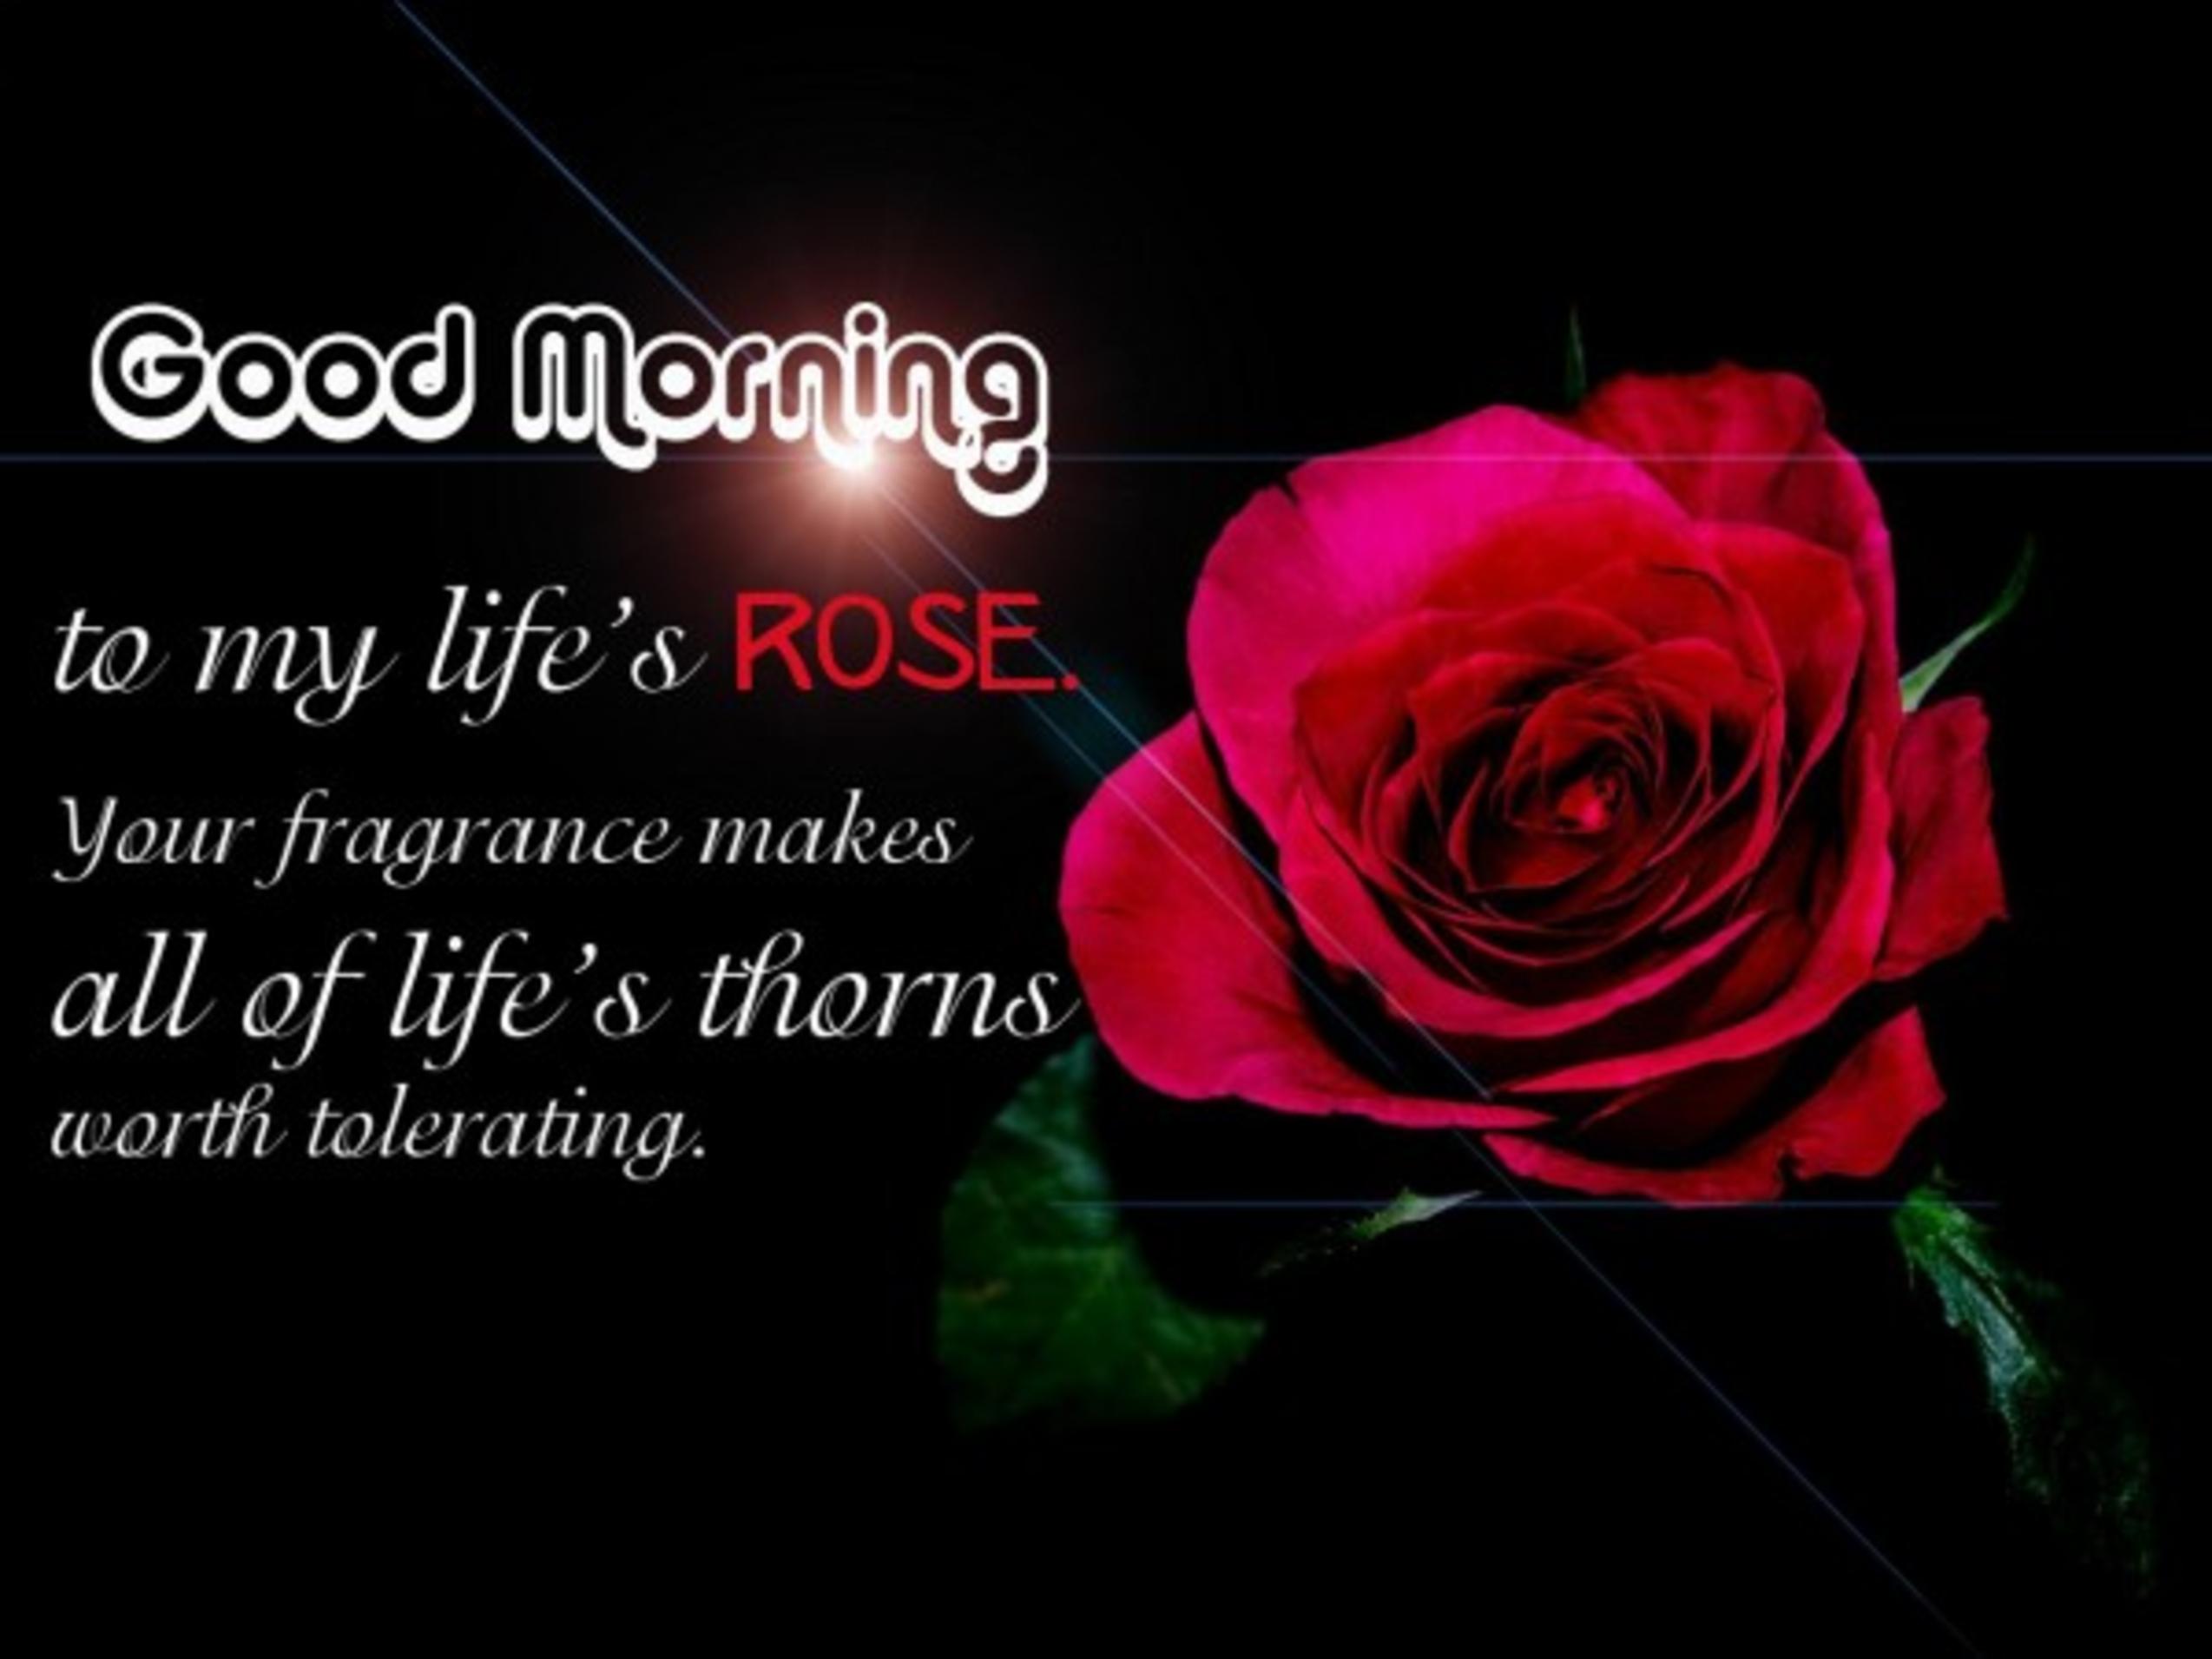 Good Morning
to my life's ROSE.
Your fragrance makes
all of life's thorns
worth tolerating.